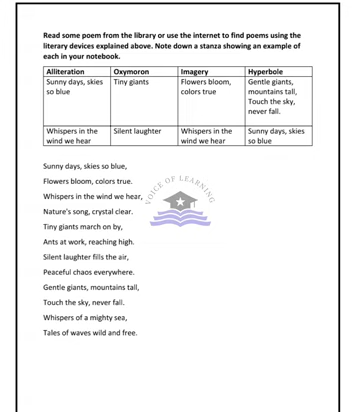 Read some poem from the library or use the internet to find poems using the
literary devices explained above. Note down a stanza showing an example of
each in your notebook.
Alliteration Oxymoron Imagery Hyperbole
Sunny days, skies so blue
Tiny giants
Flowers bloom, colors true
Gentle giants, mountains tall, Touch the sky, never fall.
Whispers in the wind we hear
Silent laughter
Whispers in the wind we hear
Sunny days, skies so blue
Sunny days, skies so blue,
Flowers bloom, colors true.
Whispers in the wind we hear,
Nature's song, crystal clear.
Tiny giants march on by,
Ants at work, reaching high.
Silent laughter fills the air,
Peaceful chaos everywhere.
Gentle giants, mountains tall,
Touch the sky, never fall.
Whispers of a mighty sea,
Tales of waves wild and free.
VOICE OF LEARNING